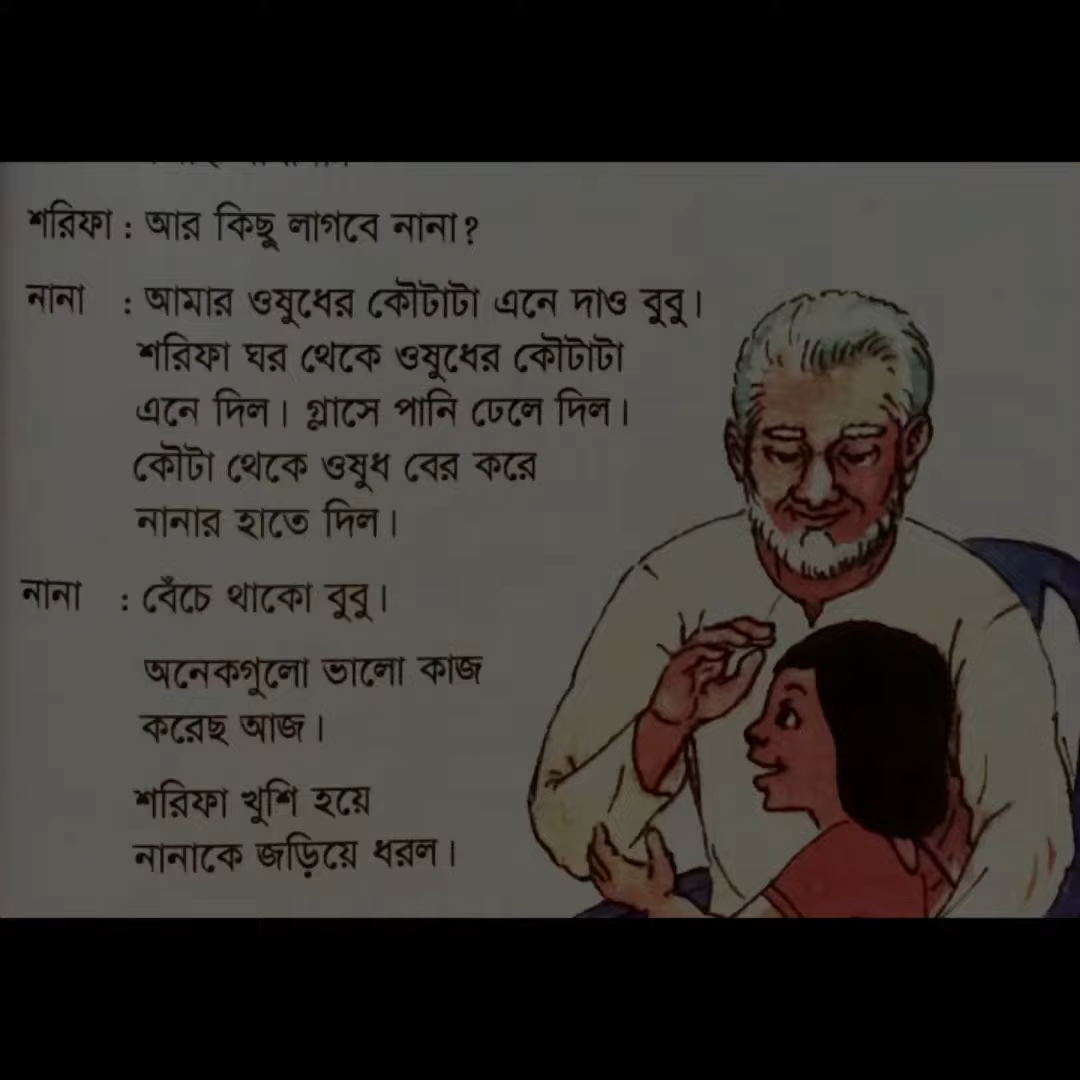 শরিফা : আর কিছু লাগবে নানা?
নানা : আমার ওষুধের কৌটাটা এনে দাও বুবু।
শরিফা ঘর থেকে ওষুধের কৌটাটা
এনে দিল। গ্লাসে পানি ঢেলে দিল।
কৌটা থেকে ওষুধ বের করে
নানার হাতে দিল।
নানা : বেঁচে থাকো বুবু।
অনেকগুলো ভালো কাজ
করেছ আজ।
শরিফা খুশি হয়ে
নানাকে জড়িয়ে ধরল।